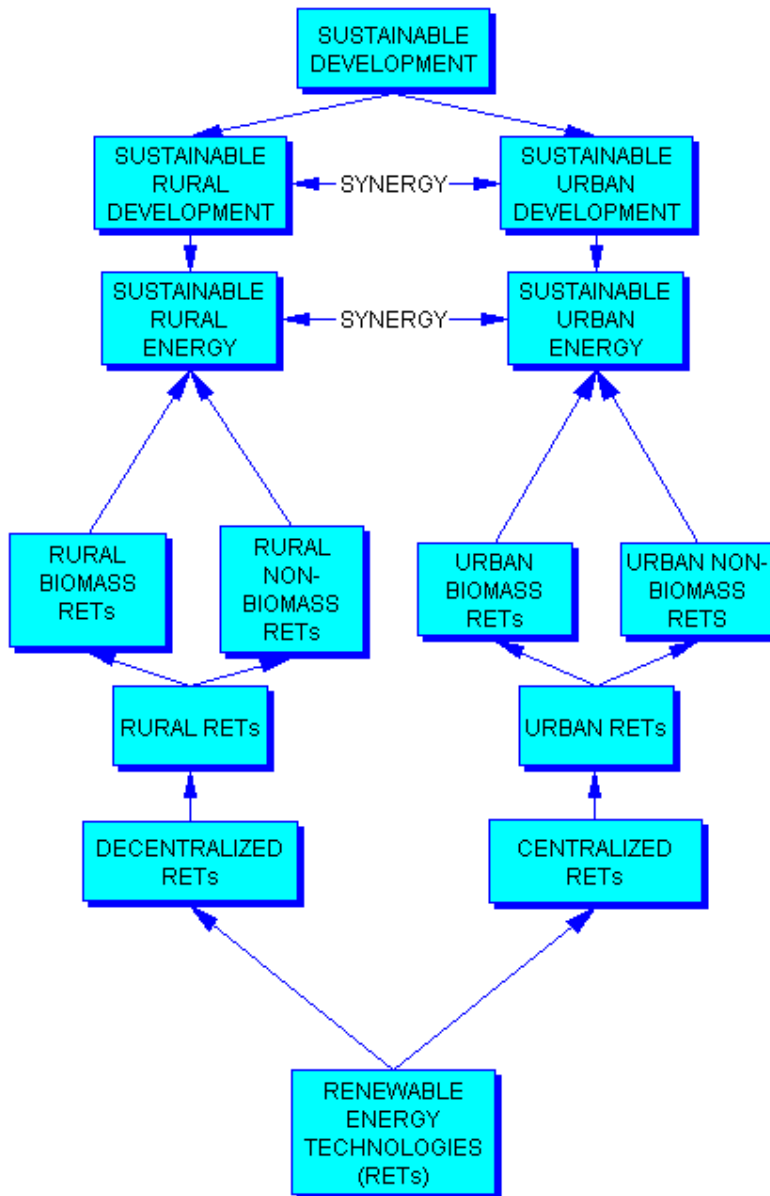 SUSTAINABLE
DEVELOPMENT
SUSTAINABLE
RURAL
DEVELOPMENT
SYNERGY
SUSTAINABLE
URBAN
DEVELOPMENT
SUSTAINABLE
RURAL
ENERGY
SYNERGY
SUSTAINABLE
URBAN
ENERGY
RURAL
BIOMASS
RETs
RURAL
NON-
BIOMASS
RETs
URBAN
BIOMASS
RETs
URBAN NON-
BIOMASS
RETS
RURAL RETs
URBAN RETs
DECENTRALIZED
RETs
CENTRALIZED
RETs
RENEWABLE
ENERGY
TECHNOLOGIES
(RETs)